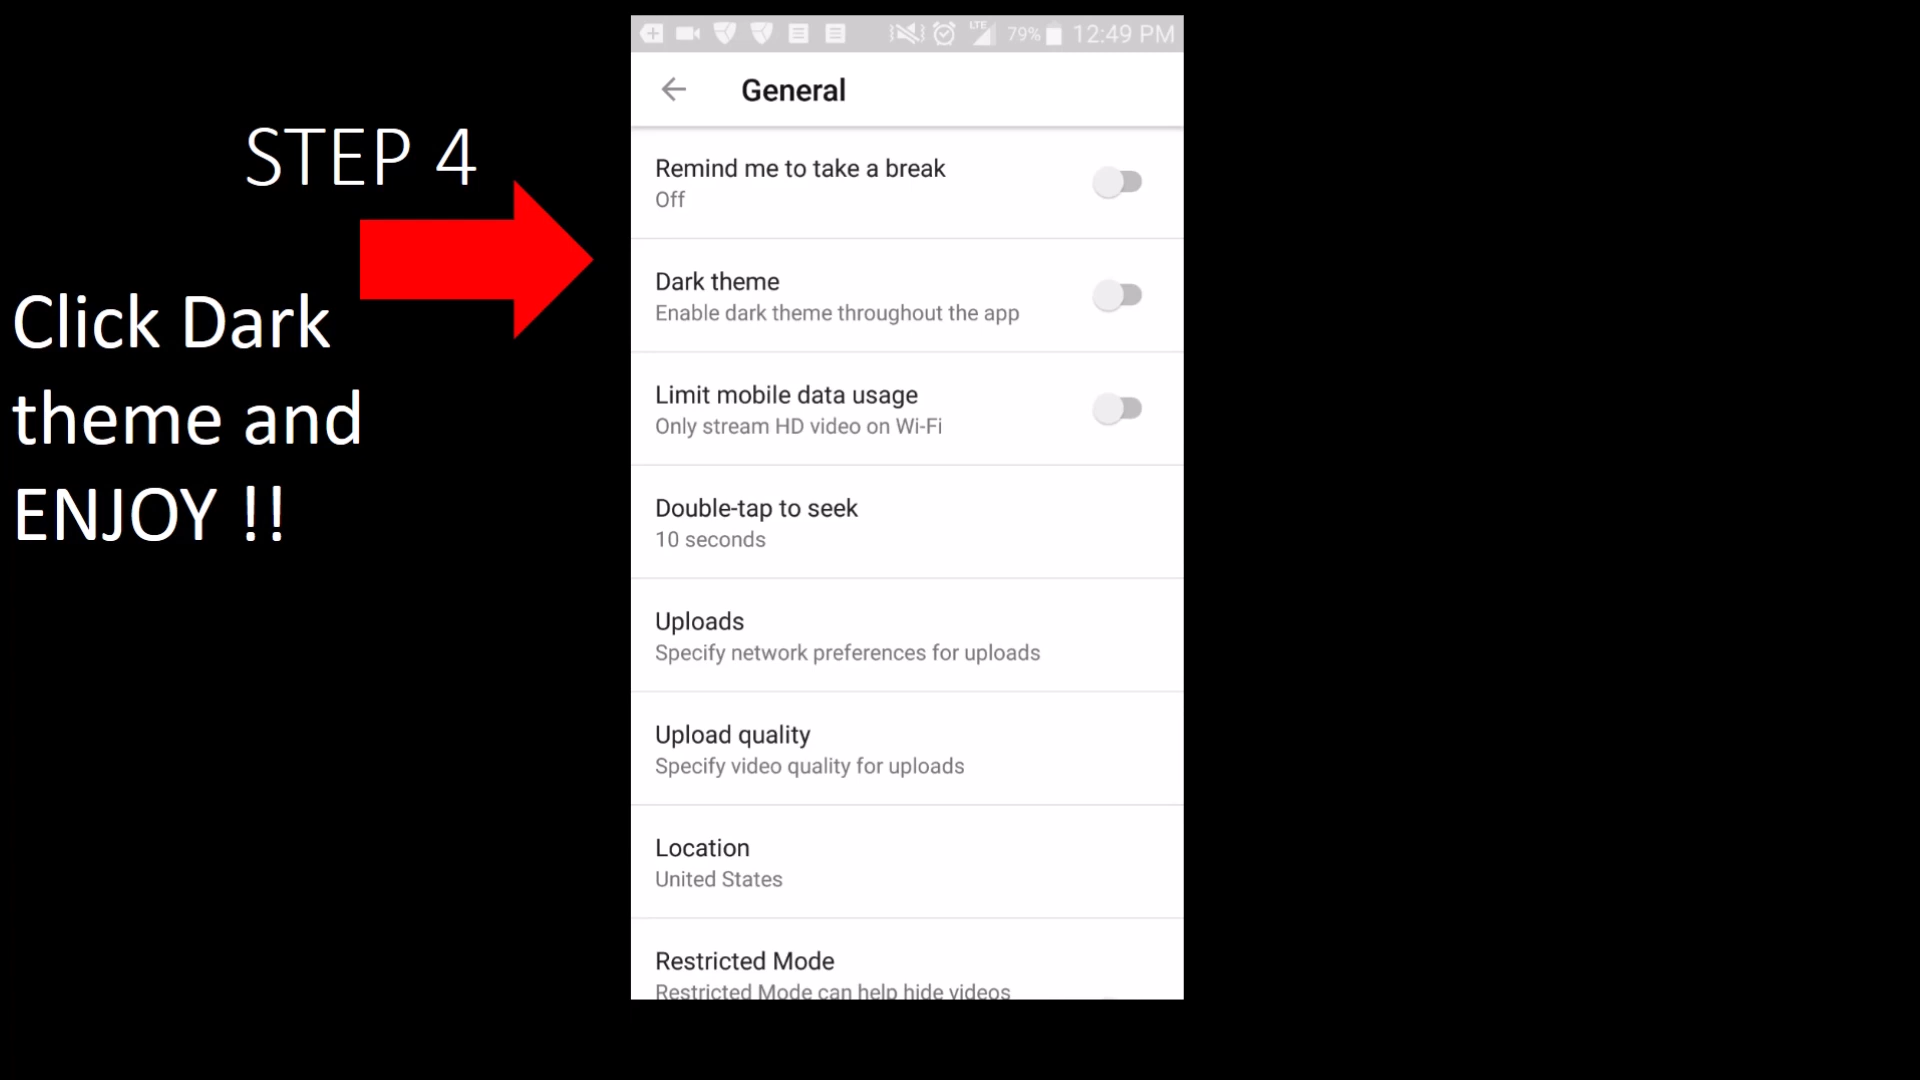 STEP 4
Click Dark
theme and
ENJOY !!
LTE 79% 12:49 PM
General
Remind me to take a break
Off
Dark theme
Enable dark theme throughout the app
Limit mobile data usage
Only stream HD video on Wi-Fi
Double-tap to seek
10 seconds
Uploads
Specify network preferences for uploads
Upload quality
Specify video quality for uploads
Location
United States
Restricted Mode
Restricted Mode can help hide videos